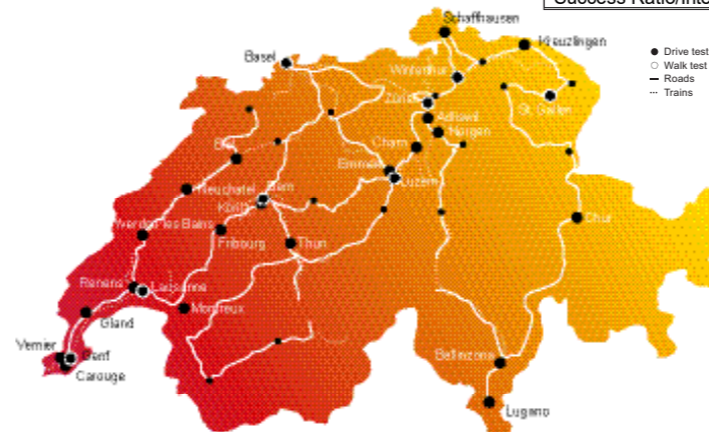 Success Ratio/Inte
Schaffhausen
Kreuzlingen
Basel
Winterthur
Zürich
St. Gallen
Adliswil
Horgen
Cham
Emmen
Luzern
Biel
Neuchatel
Bern
Köniz
Yverdon les Bains
Fribourg
Thun
Chur
Renens
Lausanne
Montreux
Gland
Vernier
Genf
Carouge
Bellinzona
Lugano
Drive test
Walk test
Roads
Trains